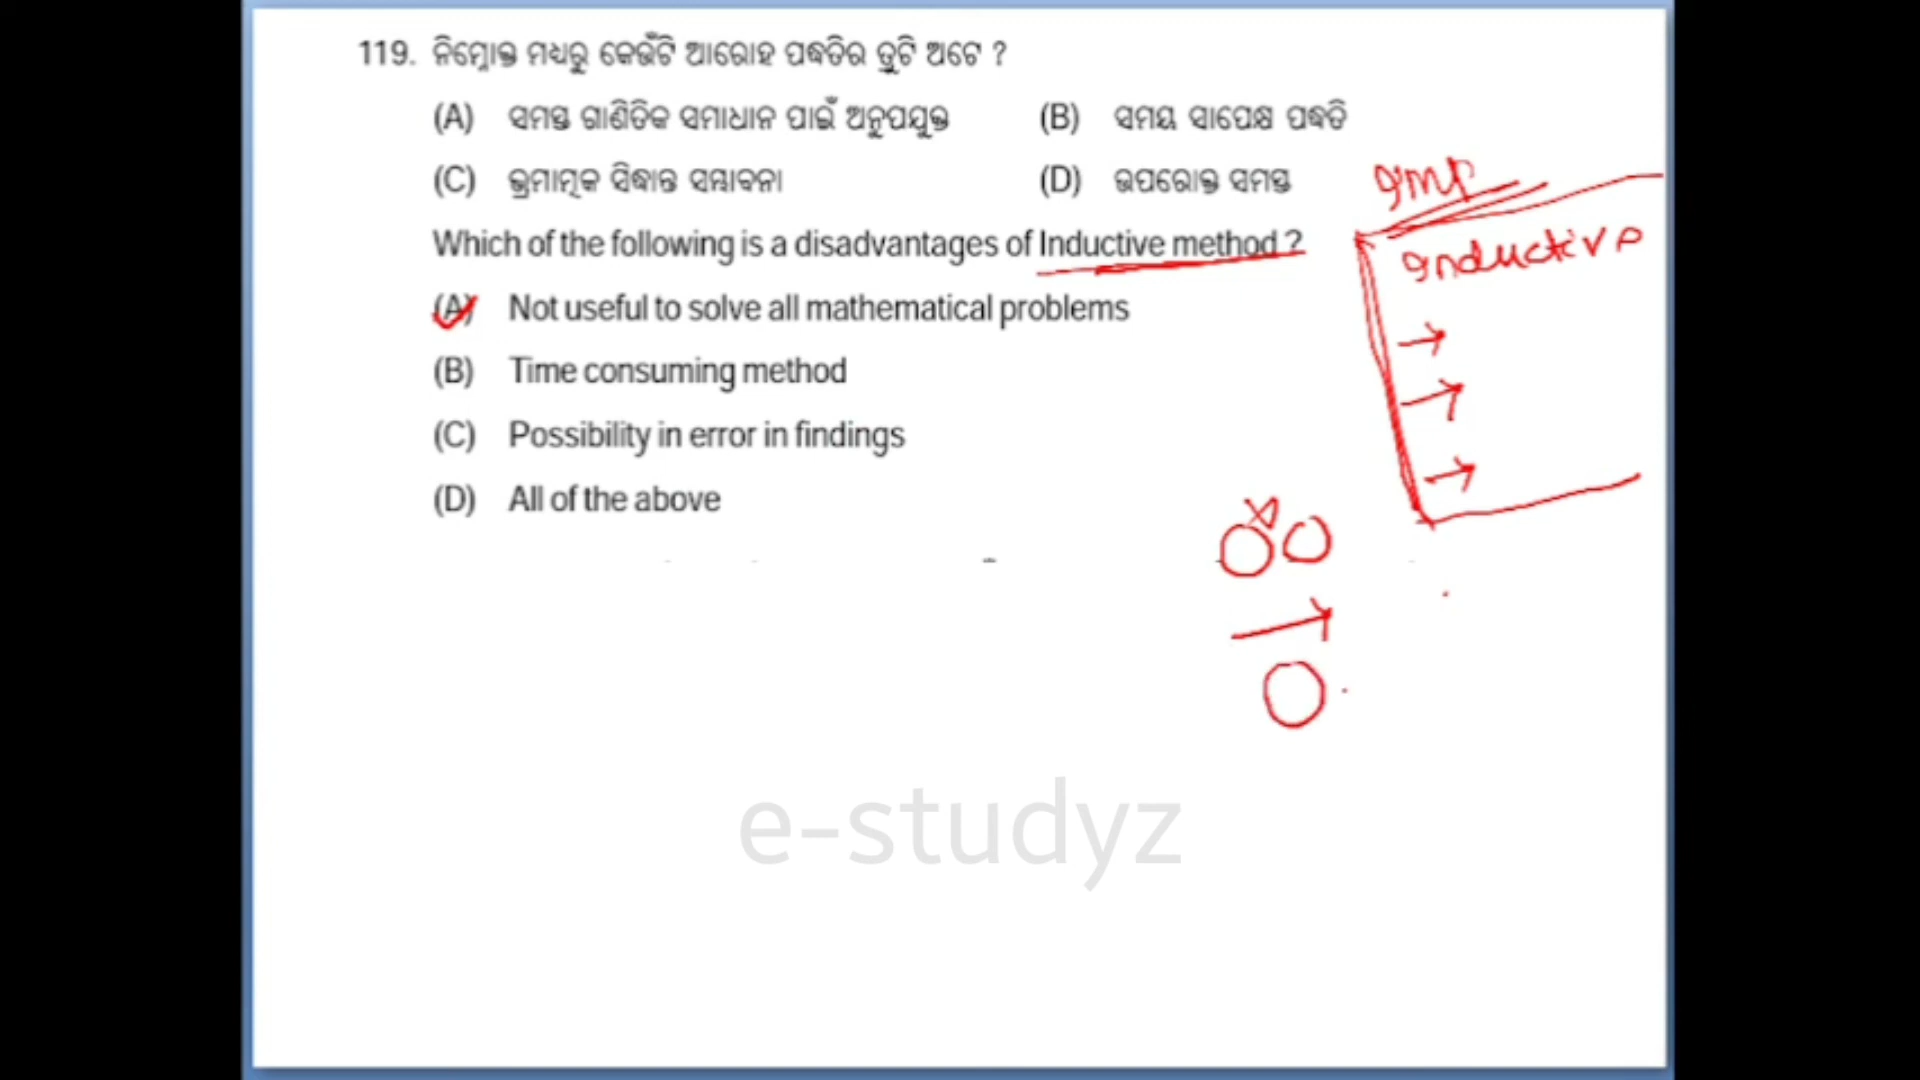 119. ନିମ୍ନୋକ୍ତ ମଧ୍ୟରୁ କେଉଁଟି ଆରୋହ ପଦ୍ଧତିର ତ୍ରୁଟି ଅଟେ ?
(A) ସମସ୍ତ ଗାଣିତିକ ସମାଧାନ ପାଇଁ ଅନୁପଯୁକ୍ତ (B) ସମୟ ସାପେକ୍ଷ ପଦ୍ଧତି
(C) ଭ୍ରମାତ୍ମକ ସିଦ୍ଧାନ୍ତ ସମ୍ଭାବନା (D) ଉପରୋକ୍ତ ସମସ୍ତ
Imp
Which of the following is a disadvantages of Inductive method ?
Inductive
(A) Not useful to solve all mathematical problems
(B) Time consuming method
(C) Possibility in error in findings
(D) All of the above
e-studyz